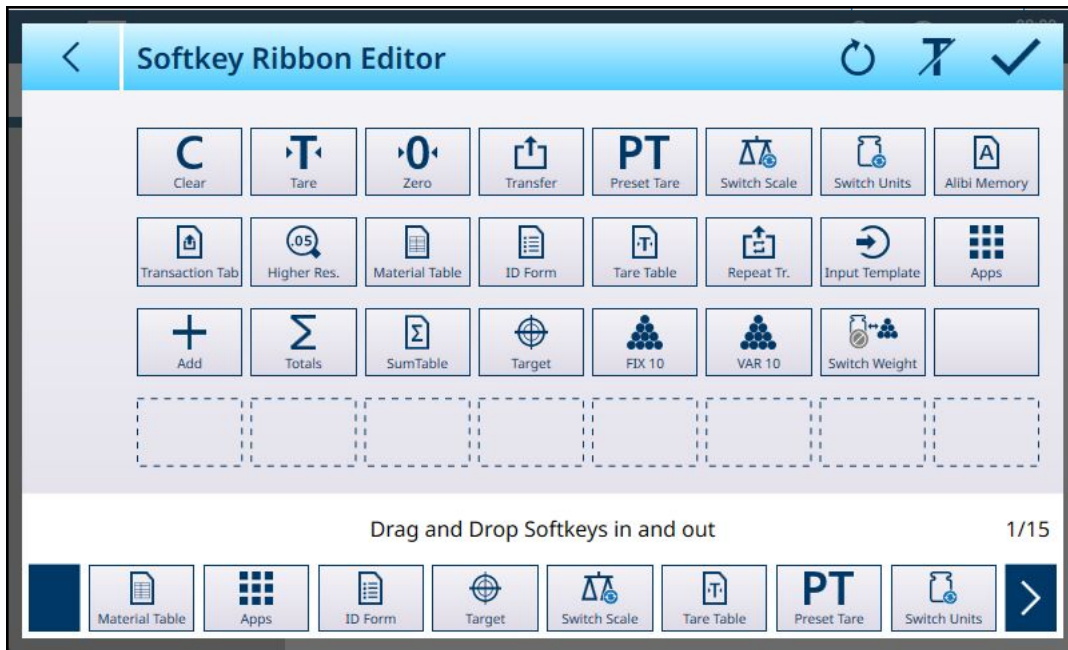 Softkey Ribbon Editor
C PT A
Clear Tare Zero Transfer Preset Tare Switch Scale Switch Units Alibi Memory
.05 T
Transaction Tab Higher Res. Material Table ID Form Tare Table Repeat Tr. Input Template Apps
Σ Σ
Add Totals SumTable Target FIX 10 VAR 10 Switch Weight
Drag and Drop Softkeys in and out 1/15
T PT
Material Table Apps ID Form Target Switch Scale Tare Table Preset Tare Switch Units